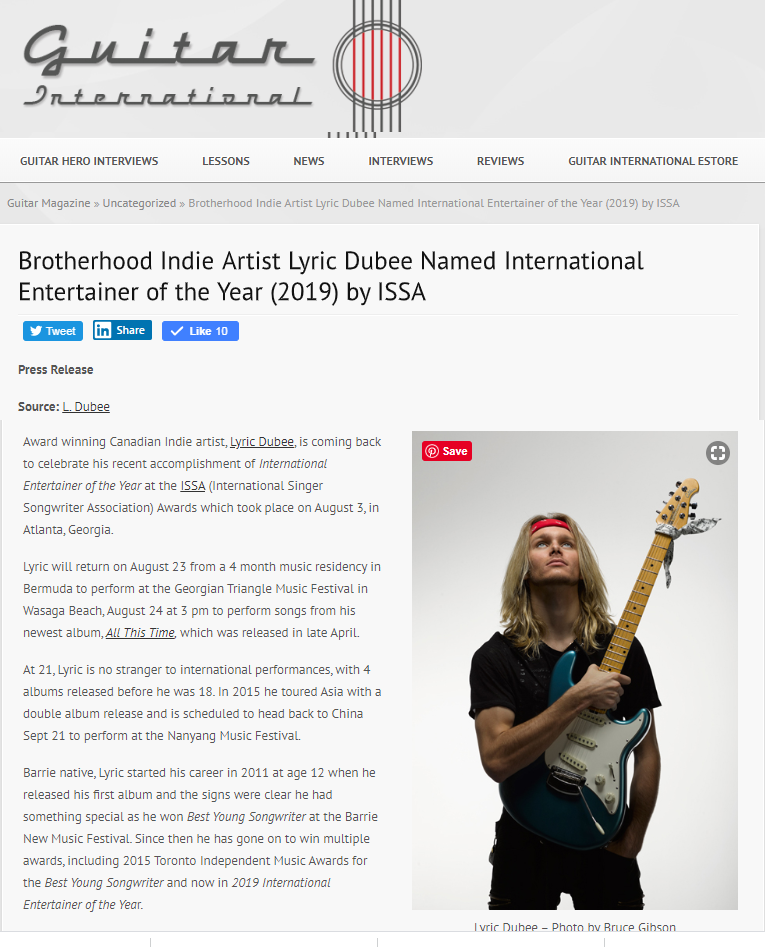 Guitar
International
GUITAR HERO INTERVIEWS LESSONS NEWS INTERVIEWS REVIEWS GUITAR INTERNATIONAL ESTORE
Guitar Magazine » Uncategorized » Brotherhood Indie Artist Lyric Dubee Named International Entertainer of the Year (2019) by ISSA
Brotherhood Indie Artist Lyric Dubee Named International
Entertainer of the Year (2019) by ISSA
Tweet in Share Like 10
Press Release
Source: L. Dubee
Award winning Canadian Indie artist, Lyric Dubee, is coming back
to celebrate his recent accomplishment of International
Entertainer of the Year at the ISSA (International Singer
Songwriter Association) Awards which took place on August 3, in
Atlanta, Georgia.
Lyric will return on August 23 from a 4 month music residency in
Bermuda to perform at the Georgian Triangle Music Festival in
Wasaga Beach, August 24 at 3 pm to perform songs from his
newest album, All This Time, which was released in late April.
At 21, Lyric is no stranger to international performances, with 4
albums released before he was 18. In 2015 he toured Asia with a
double album release and is scheduled to head back to China
Sept 21 to perform at the Nanyang Music Festival.
Barrie native, Lyric started his career in 2011 at age 12 when he
released his first album and the signs were clear he had
something special as he won Best Young Songwriter at the Barrie
New Music Festival. Since then he has gone on to win multiple
awards, including 2015 Toronto Independent Music Awards for
the Best Young Songwriter and now in 2019 International
Entertainer of the Year.
Save
Lyric Dubee – Photo by Bruce Gibson